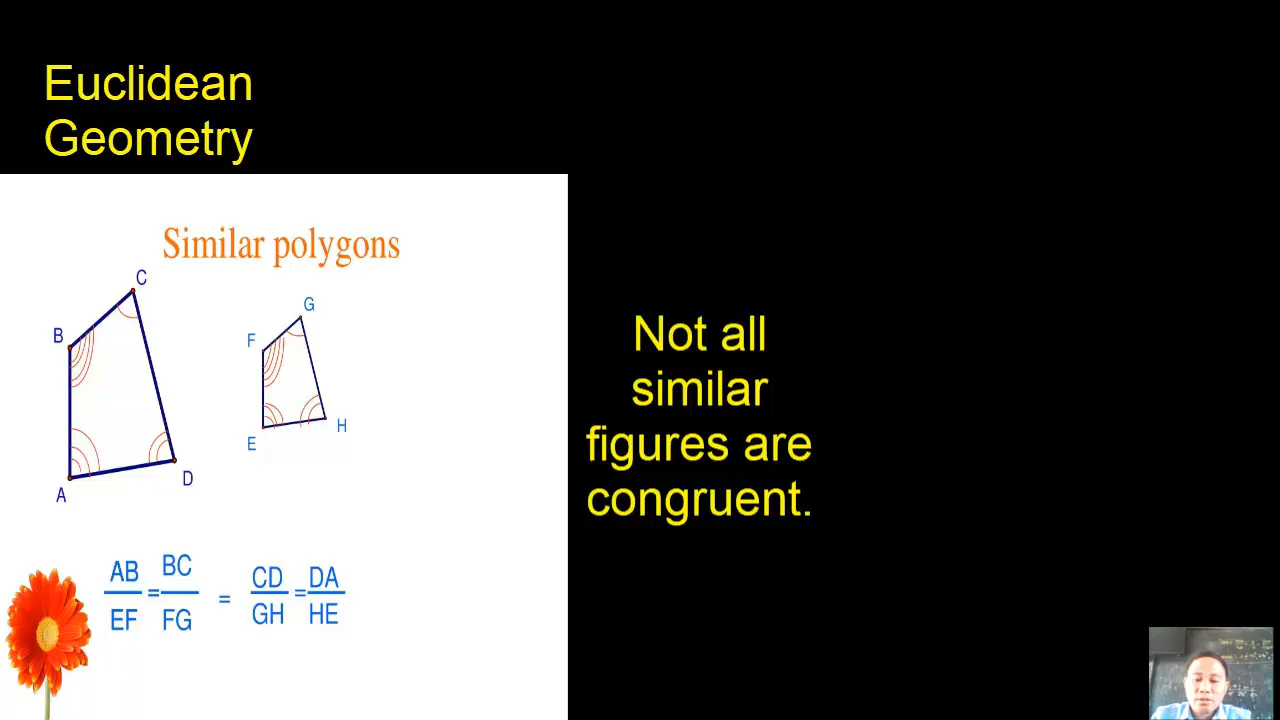 Euclidean
Geometry
Similar polygons
C
B
A
D
G
F
E
H
AB BC CD DA
= = =
EF FG GH HE
Not all
similar
figures are
congruent.